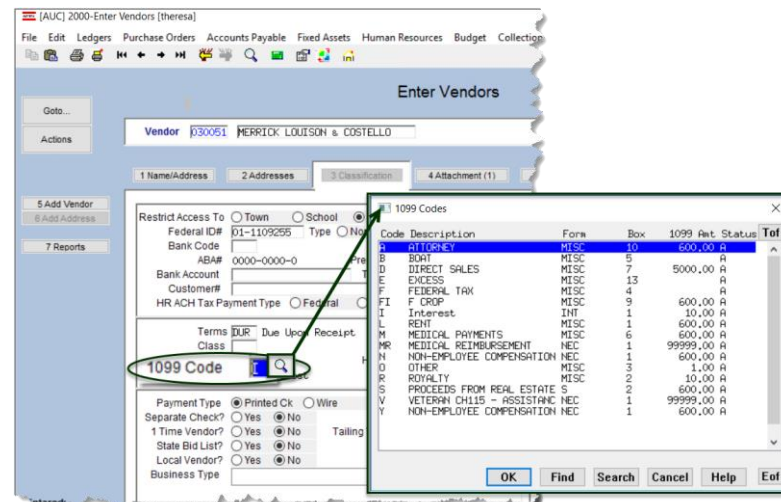 [AUC] 2000-Enter Vendors [theresa]
File Edit Ledgers Purchase Orders Accounts Payable Fixed Assets Human Resources Budget Collection
Enter Vendors
Goto...
Actions
Vendor 030051 MERRICK LOUISON & COSTELLO
1 Name/Address 2 Addresses 3 Classification 4 Attachment (1)
5 Add Vendor
6 Add Address
7 Reports
Restrict Access To Town School
Federal ID# 01-1109255 Type No
Bank Code
ABA# 0000-0000-0 Pre
Bank Account T
Customer#
HR ACH Tax Payment Type Federal
Terms DUR Due Upon Receipt
Class
1099 Code I
Payment Type Printed Ck Wire
Separate Check? Yes No
1 Time Vendor? Yes No Tailing
State Bid List? Yes No
Local Vendor? Yes No
Business Type
1099 Codes
Code Description Form Box 1099 Amt Status Tof
A ATTORNEY MISC 10 600.00 A
B BOAT MISC 5 A
D DIRECT SALES MISC 7 5000.00 A
E EXCESS MISC 13 A
F FEDERAL TAX MISC 4 A
FI F CROP MISC 9 600.00 A
I Interest INT 1 10.00 A
L RENT MISC 1 600.00 A
M MEDICAL PAYMENTS MISC 6 600.00 A
MR MEDICAL REIMBURSEMENT NEC 1 99999.00 A
N NON-EMPLOYEE COMPENSATION NEC 1 600.00 A
O OTHER MISC 3 1.00 A
R ROYALTY MISC 2 10.00 A
S PROCEEDS FROM REAL ESTATE S 2 600.00 A
V VETERAN CH115 - ASSISTANC NEC 1 99999.00 A
Y NON-EMPLOYEE COMPENSATION NEC 1 600.00 A
OK Find Search Cancel Help Eof